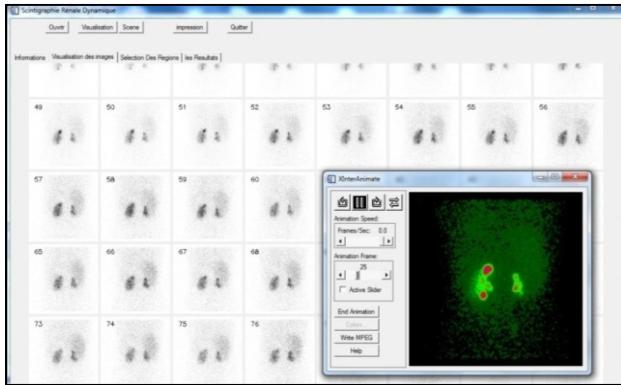 Scintigraphie Rénale Dynamique
Ouvrir Visualisation Scene impression Quitter
Informations Visualisation des images Selection Des Regions les Resultats
49 50 51 52 53 54 55 56
57 58 59 60
XInterAnimate
Animation Speed:
Frames/Sec: 0.0
Animation Frame:
25
Active Slider
65 66 67 68
End Animation
Colors...
Write MPEG
Help
73 74 75 76